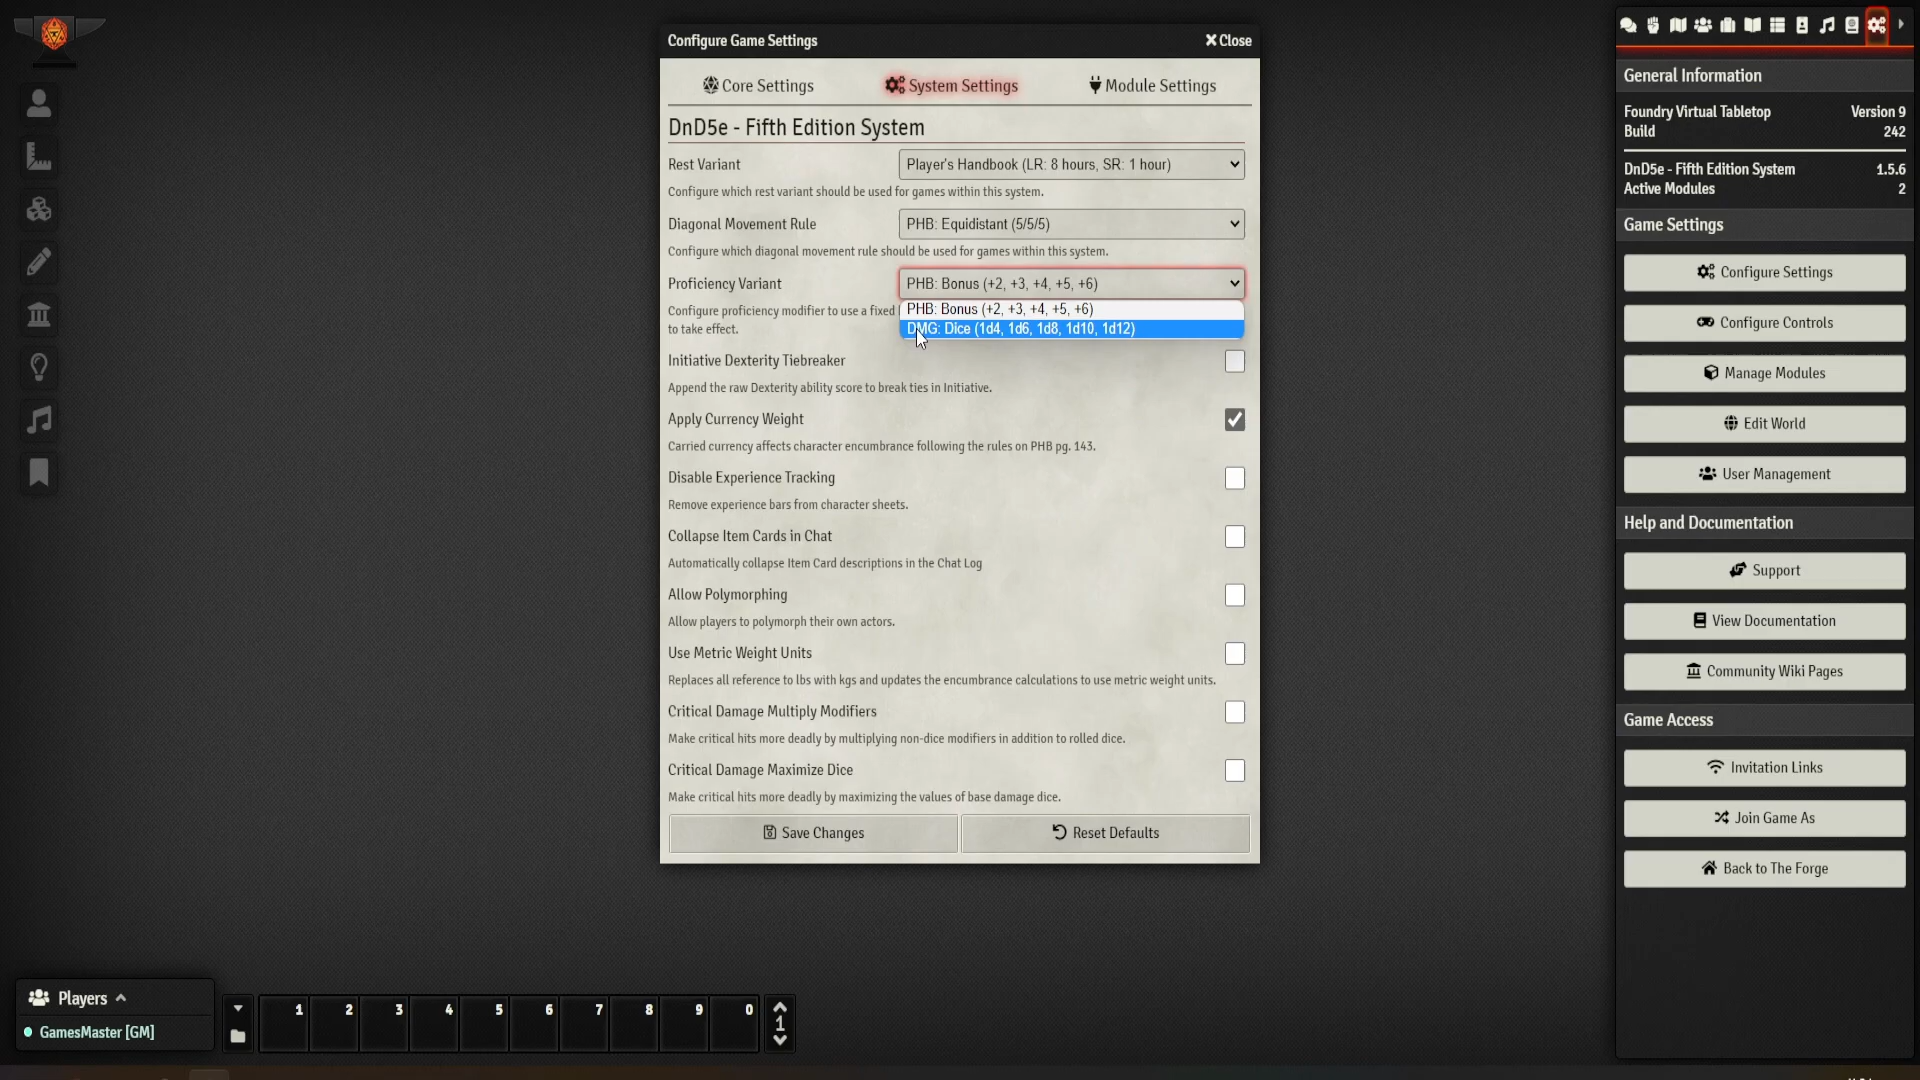 Configure Game Settings
Close
Core Settings
System Settings
Module Settings
DnD5e - Fifth Edition System
Rest Variant
Player's Handbook (LR: 8 hours, SR: 1 hour)
Configure which rest variant should be used for games within this system.
Diagonal Movement Rule
PHB: Equidistant (5/5/5)
Configure which diagonal movement rule should be used for games within this system.
Proficiency Variant
PHB: Bonus (+2, +3, +4, +5, +6)
PHB: Bonus (+2, +3, +4, +5, +6)
DMG: Dice (1d4, 1d6, 1d8, 1d10, 1d12)
Configure proficiency modifier to use a fixed
to take effect.
Initiative Dexterity Tiebreaker
Append the raw Dexterity ability score to break ties in Initiative.
Apply Currency Weight
Carried currency affects character encumbrance following the rules on PHB pg. 143.
Disable Experience Tracking
Remove experience bars from character sheets.
Collapse Item Cards in Chat
Automatically collapse Item Card descriptions in the Chat Log
Allow Polymorphing
Allow players to polymorph their own actors.
Use Metric Weight Units
Replaces all reference to lbs with kgs and updates the encumbrance calculations to use metric weight units.
Critical Damage Multiply Modifiers
Make critical hits more deadly by multiplying non-dice modifiers in addition to rolled dice.
Critical Damage Maximize Dice
Make critical hits more deadly by maximizing the values of base damage dice.
Save Changes
Reset Defaults
General Information
Foundry Virtual Tabletop Version 9
Build 242
DnD5e - Fifth Edition System 1.5.6
Active Modules 2
Game Settings
Configure Settings
Configure Controls
Manage Modules
Edit World
User Management
Help and Documentation
Support
View Documentation
Community Wiki Pages
Game Access
Invitation Links
Join Game As
Back to The Forge
Players
GamesMaster [GM]
1 2 3 4 5 6 7 8 9 0
1